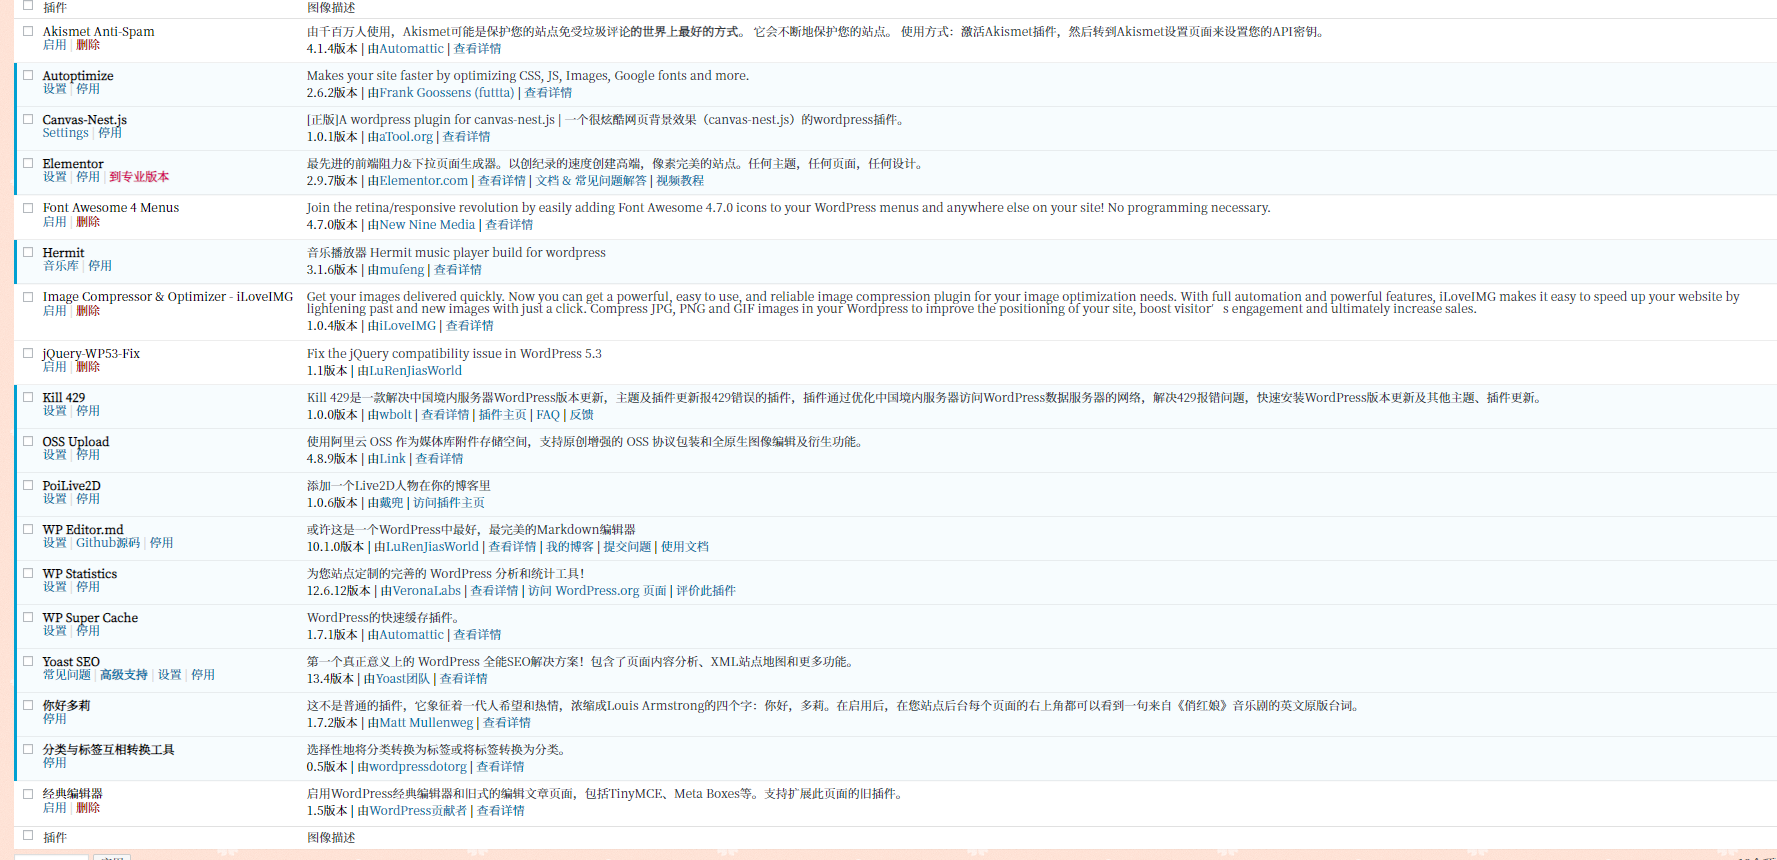 插件 图像描述
Akismet Anti-Spam 由千百万人使用，Akismet可能是保护您的站点免受垃圾评论的世界上最好的方式。 它会不断地保护您的站点。 使用方式：激活Akismet插件，然后转到Akismet设置页面来设置您的API密钥。
启用 | 删除 4.1.4版本 | 由Automattic | 查看详情
Autoptimize Makes your site faster by optimizing CSS, JS, Images, Google fonts and more.
设置 | 停用 2.6.2版本 | 由Frank Goossens (futtta) | 查看详情
Canvas-Nest.js [正版]A wordpress plugin for canvas-nest.js | 一个很炫酷网页背景效果（canvas-nest.js）的wordpress插件。
Settings | 停用 1.0.1版本 | 由aTool.org | 查看详情
Elementor 最先进的前端阻力&下拉页面生成器。以创纪录的速度创建高端，像素完美的站点。任何主题，任何页面，任何设计。
设置 | 停用 | 到专业版本 2.9.7版本 | 由Elementor.com | 查看详情 | 文档 & 常见问题解答 | 视频教程
Font Awesome 4 Menus Join the retina/responsive revolution by easily adding Font Awesome 4.7.0 icons to your WordPress menus and anywhere else on your site! No programming necessary.
启用 | 删除 4.7.0版本 | 由New Nine Media | 查看详情
Hermit 音乐播放器 Hermit music player build for wordpress
音乐库 | 停用 3.1.6版本 | 由mufeng | 查看详情
Image Compressor & Optimizer - iLoveIMG Get your images delivered quickly. Now you can get a powerful, easy to use, and reliable image compression plugin for your image optimization needs. With full automation and powerful features, iLoveIMG makes it easy to speed up your website by
启用 | 删除 lightening past and new images with just a click. Compress JPG, PNG and GIF images in your Wordpress to improve the positioning of your site, boost visitor’s engagement and ultimately increase sales.
1.0.4版本 | 由iLoveIMG | 查看详情
jQuery-WP53-Fix Fix the jQuery compatibility issue in WordPress 5.3
启用 | 删除 1.1版本 | 由LuRenJiasWorld
Kill 429 Kill 429是一款解决中国境内服务器WordPress版本更新，主题及插件更新报429错误的插件，插件通过优化中国境内服务器访问WordPress数据服务器的网络，解决429报错问题，快速安装WordPress版本更新及其他主题、插件更新。
设置 | 停用 1.0.0版本 | 由wbolt | 查看详情 | 插件主页 | FAQ | 反馈
OSS Upload 使用阿里云 OSS 作为媒体库附件存储空间，支持原创增强的 OSS 协议包装和全原生图像编辑及衍生功能。
设置 | 停用 4.8.9版本 | 由Link | 查看详情
PoiLive2D 添加一个Live2D人物在你的博客里
设置 | 停用 1.0.6版本 | 由戴兜 | 访问插件主页
WP Editor.md 或许这是一个WordPress中最好，最完美的Markdown编辑器
设置 | Github源码 | 停用 10.1.0版本 | 由LuRenJiasWorld | 查看详情 | 我的博客 | 提交问题 | 使用文档
WP Statistics 为您站点定制的完善的 WordPress 分析和统计工具！
设置 | 停用 12.6.12版本 | 由VeronaLabs | 查看详情 | 访问 WordPress.org 页面 | 评价此插件
WP Super Cache WordPress的快速缓存插件。
设置 | 停用 1.7.1版本 | 由Automattic | 查看详情
Yoast SEO 第一个真正意义上的 WordPress 全能SEO解决方案！包含了页面内容分析、XML站点地图和更多功能。
常见问题 | 高级支持 | 设置 | 停用 13.4版本 | 由Yoast团队 | 查看详情
你好多莉 这不是普通的插件，它象征着一代人希望和热情，浓缩成Louis Armstrong的四个字：你好，多莉。在启用后，在您站点后台每个页面的右上角都可以看到一句来自《俏红娘》音乐剧的英文原版台词。
停用 1.7.2版本 | 由Matt Mullenweg | 查看详情
分类与标签互相转换工具 选择性地将分类转换为标签或将标签转换为分类。
停用 0.5版本 | 由wordpressdotorg | 查看详情
经典编辑器 启用WordPress经典编辑器和旧式的编辑文章页面，包括TinyMCE、Meta Boxes等。支持扩展此页面的旧插件。
启用 | 删除 1.5版本 | 由WordPress贡献者 | 查看详情
插件 图像描述